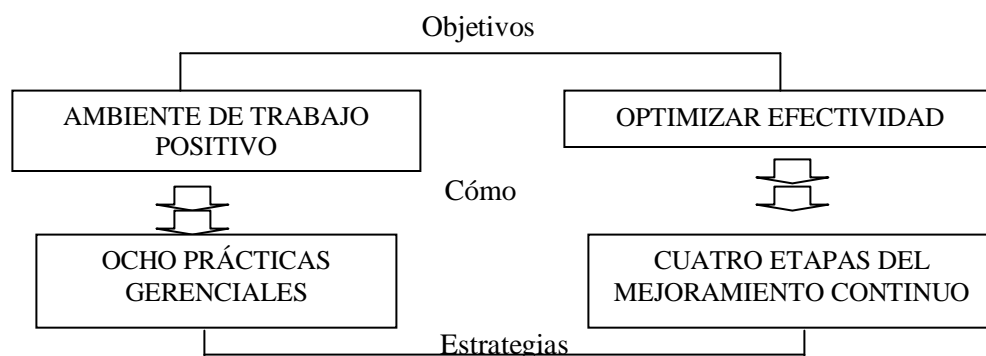 Objetivos
AMBIENTE DE TRABAJO
POSITIVO
OPTIMIZAR EFECTIVIDAD
Cómo
OCHO PRÁCTICAS
GERENCIALES
CUATRO ETAPAS DEL
MEJORAMIENTO CONTINUO
Estrategias